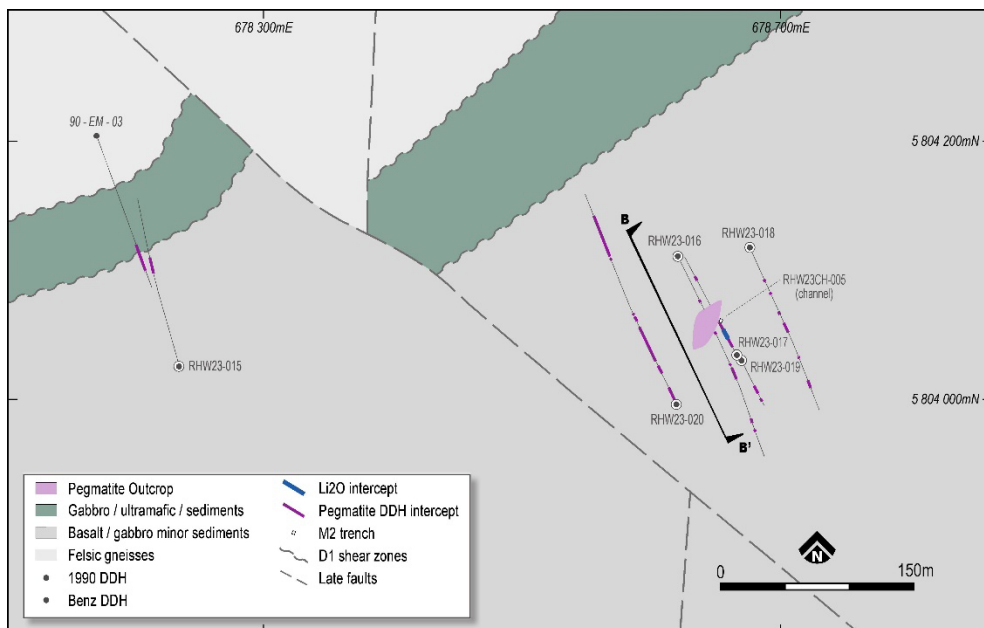 678 300mE
678 700mE
90 - EM - 03
5 804 200mN
B
RHW23-016
RHW23-018
RHW23CH-005
(channel)
RHW23-017
RHW23-019
RHW23-015
5 804 000mN
RHW23-020
B'
Pegmatite Outcrop
Gabbro / ultramafic / sediments
Basalt / gabbro minor sediments
Felsic gneisses
1990 DDH
Benz DDH
Li2O intercept
Pegmatite DDH intercept
M2 trench
D1 shear zones
Late faults
N
0
150m